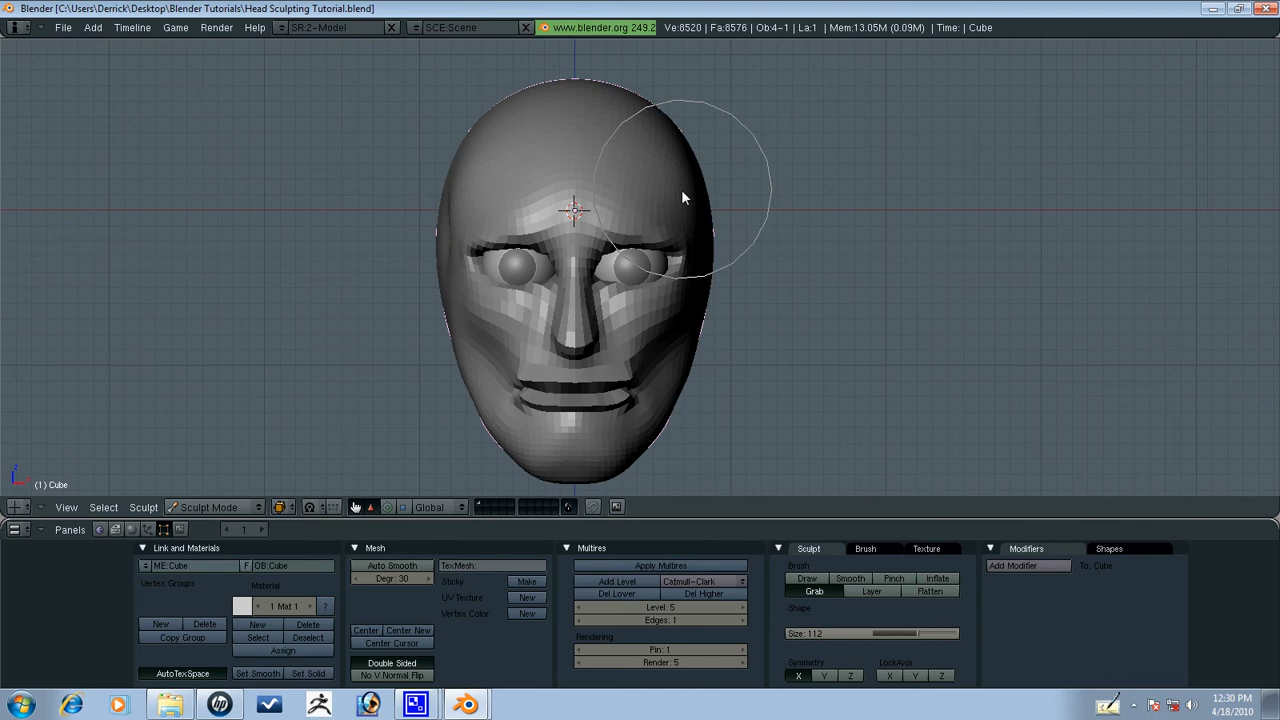 Blender [C:\Users\Derrick\Desktop\Blender Tutorials\Head Sculpting Tutorial.blend]
File Add Timeline Game Render Help SR:2-Model SCE:Scene www.blender.org 249.2 Ve:8520 | Fa:8576 | Ob:4-1 | La:1 | Mem:13.05M (0.09M) | Time: | Cube
z
x
(1) Cube
View Select Sculpt Sculpt Mode Global
Panels 1
Link and Materials
ME:Cube F OB:Cube
Vertex Groups
Material
1 Mat 1 ?
New Delete New Delete
Copy Group Select Deselect
Assign
AutoTexSpace Set Smooth Set Solid
Mesh
Auto Smooth TexMesh:
Degr: 30 Sticky Make
UV Texture New
Vertex Color New
Center Center New
Center Cursor
Double Sided
No V.Normal Flip
Multires
Apply Multires
Add Level Catmull-Clark
Del Lower Del Higher
Level: 5
Edges: 1
Rendering
Pin: 1
Render: 5
Sculpt Brush Texture
Brush
Draw Smooth Pinch Inflate
Grab Layer Flatten
Shape
Size: 112
Symmetry LockAxis
X Y Z X Y Z
Modifiers Shapes
Add Modifier To: Cube
12:30 PM
4/18/2010